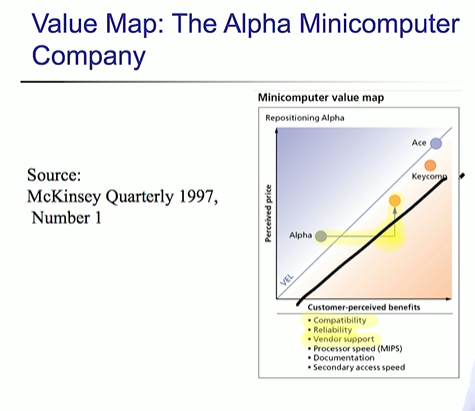 Value Map: The Alpha Minicomputer
Company
Source:
McKinsey Quarterly 1997,
Number 1
Minicomputer value map
Repositioning Alpha
Ace
Keycomp
Perceived price
Alpha
VEL
Customer-perceived benefits
• Compatibility
• Reliability
• Vendor support
• Processor speed (MIPS)
• Documentation
• Secondary access speed